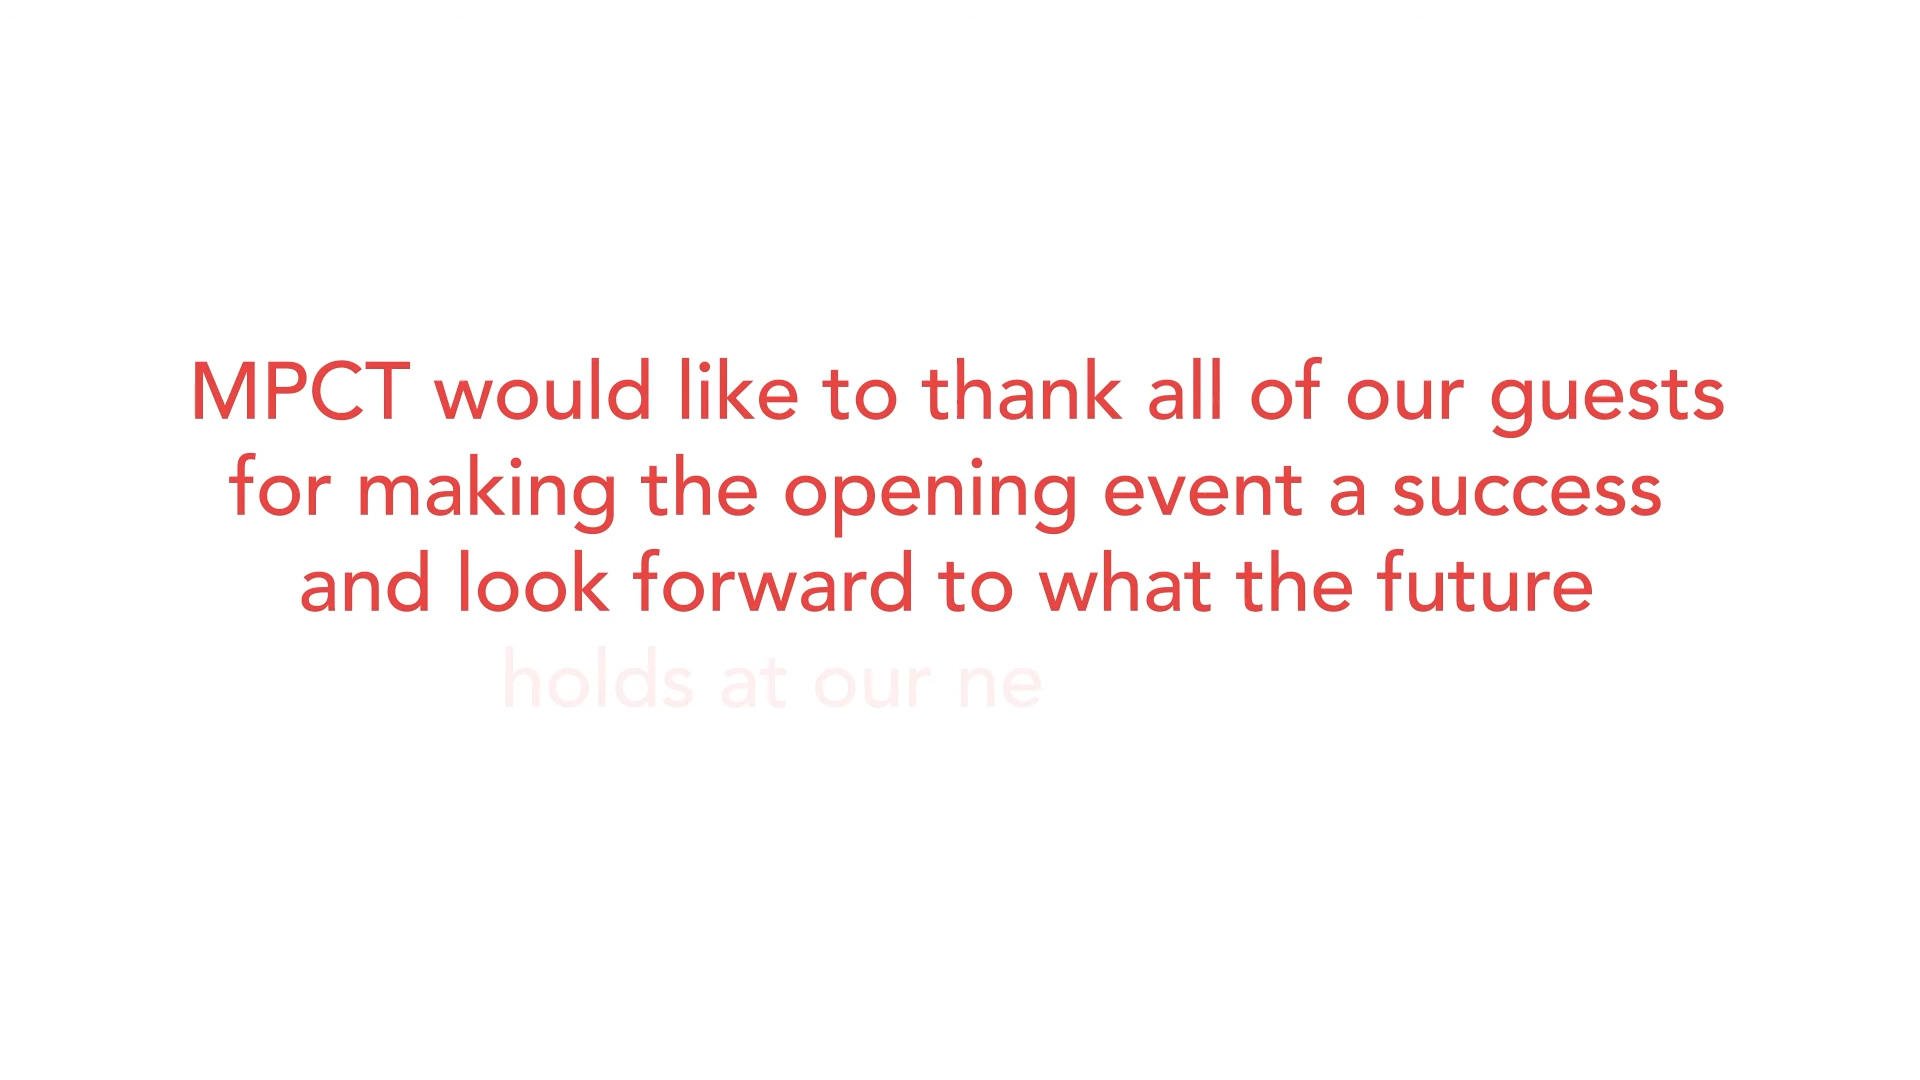 MPCT would like to thank all of our guests
for making the opening event a success
and look forward to what the future
holds at our ne